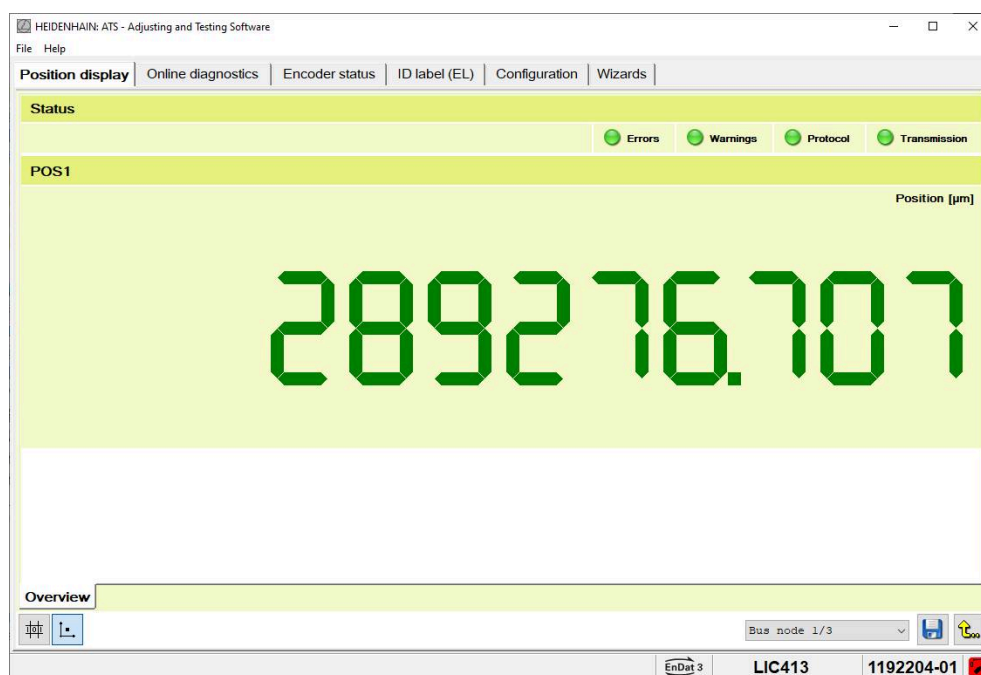 HEIDENHAIN: ATS - Adjusting and Testing Software
File Help
Position display Online diagnostics Encoder status ID label (EL) Configuration Wizards
Status
Errors Warnings Protocol Transmission
POS1
Position [µm]
289276.707
Overview
Bus node 1/3
EnDat 3 LIC413 1192204-01